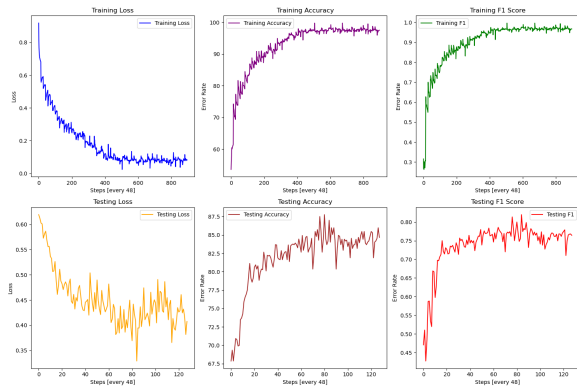 Training Loss
Training Accuracy
Training F1 Score
Training Loss
Training Accuracy
Training F1
Loss
0.8
0.6
0.4
0.2
0.0
Error Rate
100
90
80
70
60
Error Rate
1.0
0.9
0.8
0.7
0.6
0.5
0.4
0.3
0 200 400 600 800
0 200 400 600 800
0 200 400 600 800
Steps [every 48]
Steps [every 48]
Steps [every 48]
Testing Loss
Testing Accuracy
Testing F1 Score
Testing Loss
Testing Accuracy
Testing F1
Loss
0.60
0.55
0.50
0.45
0.40
0.35
Error Rate
87.5
85.0
82.5
80.0
77.5
75.0
72.5
70.0
67.5
Error Rate
0.80
0.75
0.70
0.65
0.60
0.55
0.50
0.45
0 20 40 60 80 100 120
0 20 40 60 80 100 120
0 20 40 60 80 100 120
Steps [every 48]
Steps [every 48]
Steps [every 48]